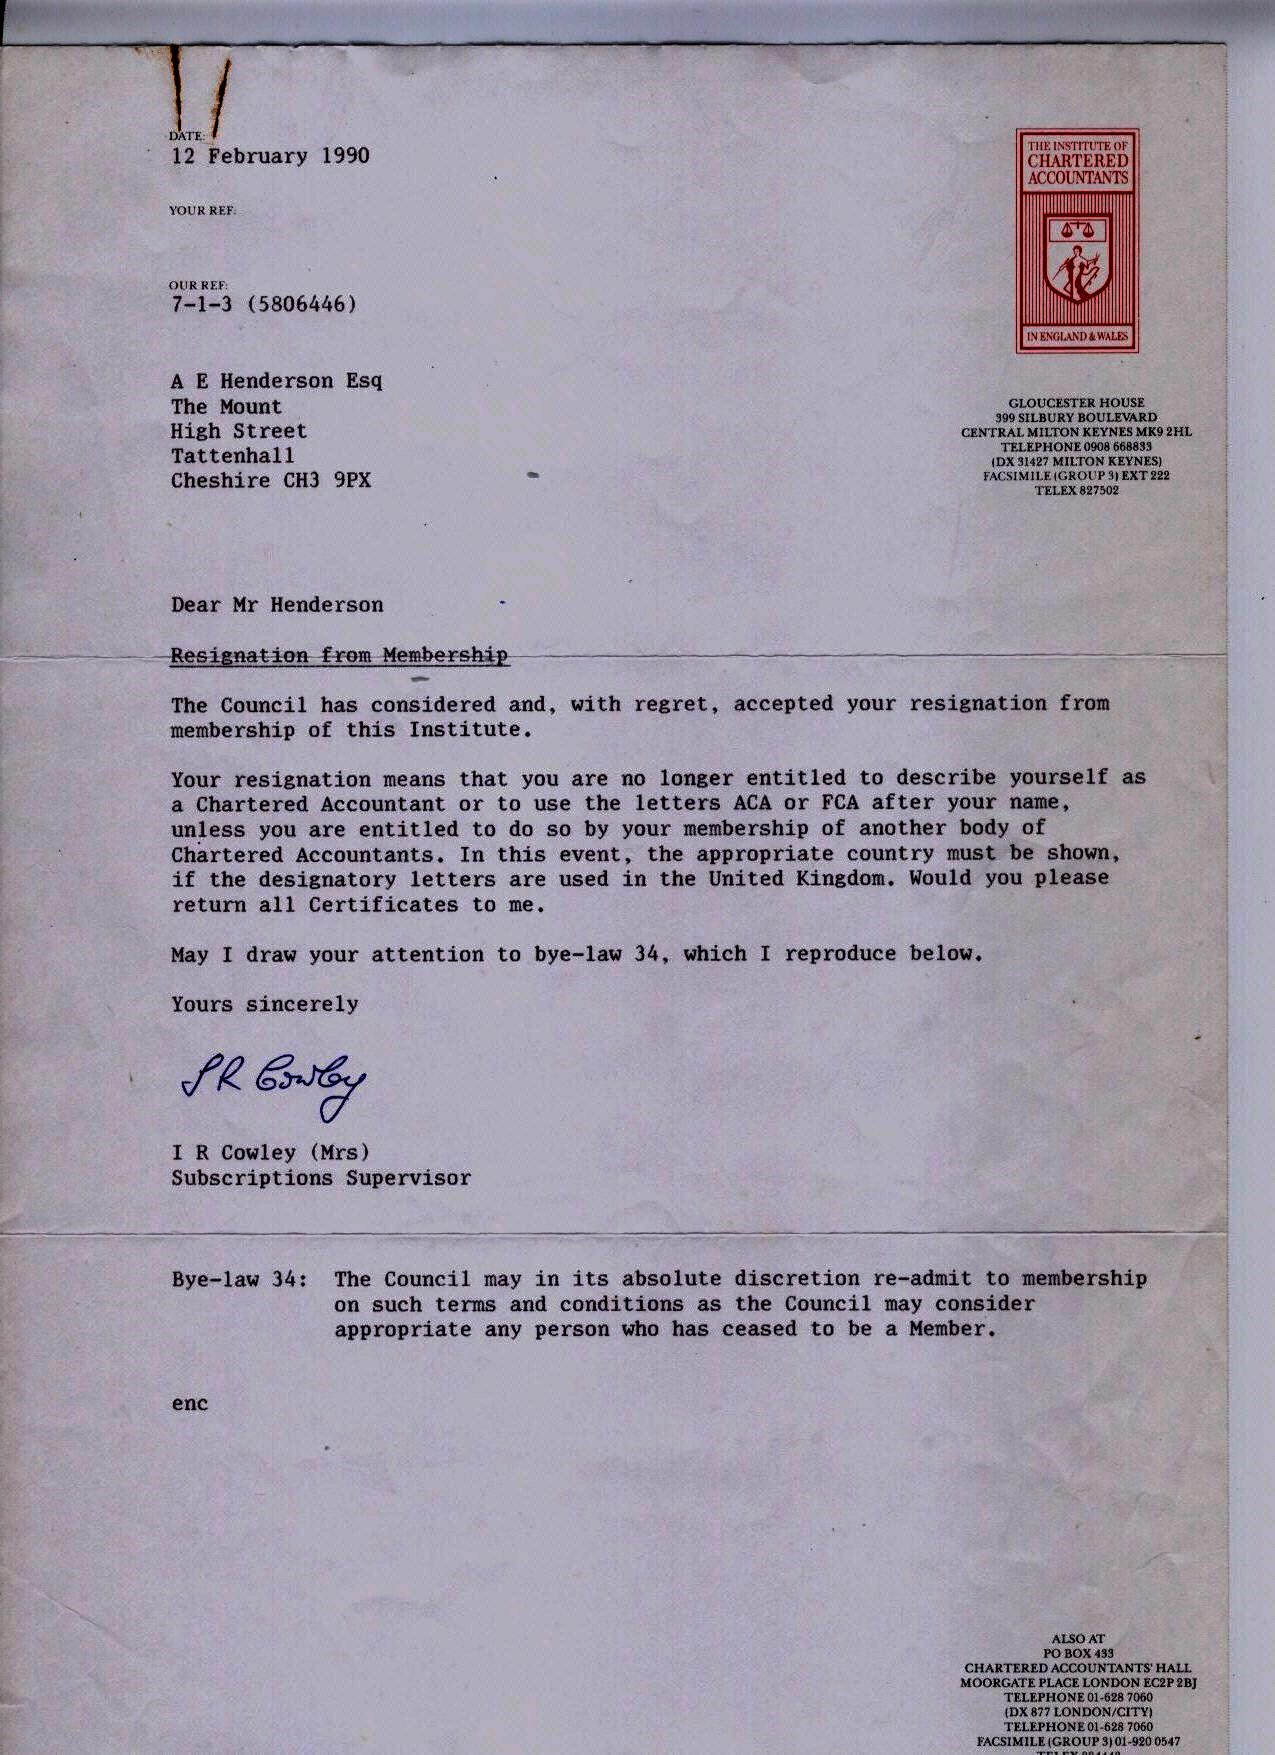 DATE:
12 February 1990
YOUR REF:
OUR REF:
7-1-3 (5806446)
THE INSTITUTE OF
CHARTERED
ACCOUNTANTS
IN ENGLAND & WALES
GLOUCESTER HOUSE
399 SILBURY BOULEVARD
CENTRAL MILTON KEYNES MK9 2HL
TELEPHONE 0908 668833
(DX 31427 MILTON KEYNES)
FACSIMILE (GROUP 3) EXT 222
TELEX 827502
A E Henderson Esq
The Mount
High Street
Tattenhall
Cheshire CH3 9PX
Dear Mr Henderson
Resignation from Membership
The Council has considered and, with regret, accepted your resignation from
membership of this Institute.
Your resignation means that you are no longer entitled to describe yourself as
a Chartered Accountant or to use the letters ACA or FCA after your name,
unless you are entitled to do so by your membership of another body of
Chartered Accountants. In this event, the appropriate country must be shown,
if the designatory letters are used in the United Kingdom. Would you please
return all Certificates to me.
May I draw your attention to bye-law 34, which I reproduce below.
Yours sincerely
I R Cowley
I R Cowley (Mrs)
Subscriptions Supervisor
Bye-law 34: The Council may in its absolute discretion re-admit to membership
on such terms and conditions as the Council may consider
appropriate any person who has ceased to be a Member.
enc
ALSO AT
PO BOX 433
CHARTERED ACCOUNTANTS' HALL
MOORGATE PLACE LONDON EC2P 2BJ
TELEPHONE 01-628 7060
(DX 877 LONDON/CITY)
TELEPHONE 01-628 7060
FACSIMILE (GROUP 3) 01-920 0547